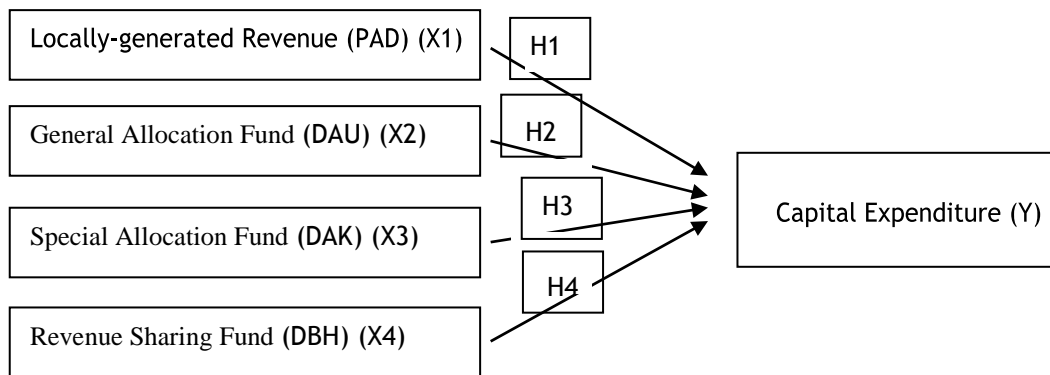 Locally-generated Revenue (PAD) (X1)
H1
General Allocation Fund (DAU) (X2)
H2
Special Allocation Fund (DAK) (X3)
H3
Capital Expenditure (Y)
Revenue Sharing Fund (DBH) (X4)
H4